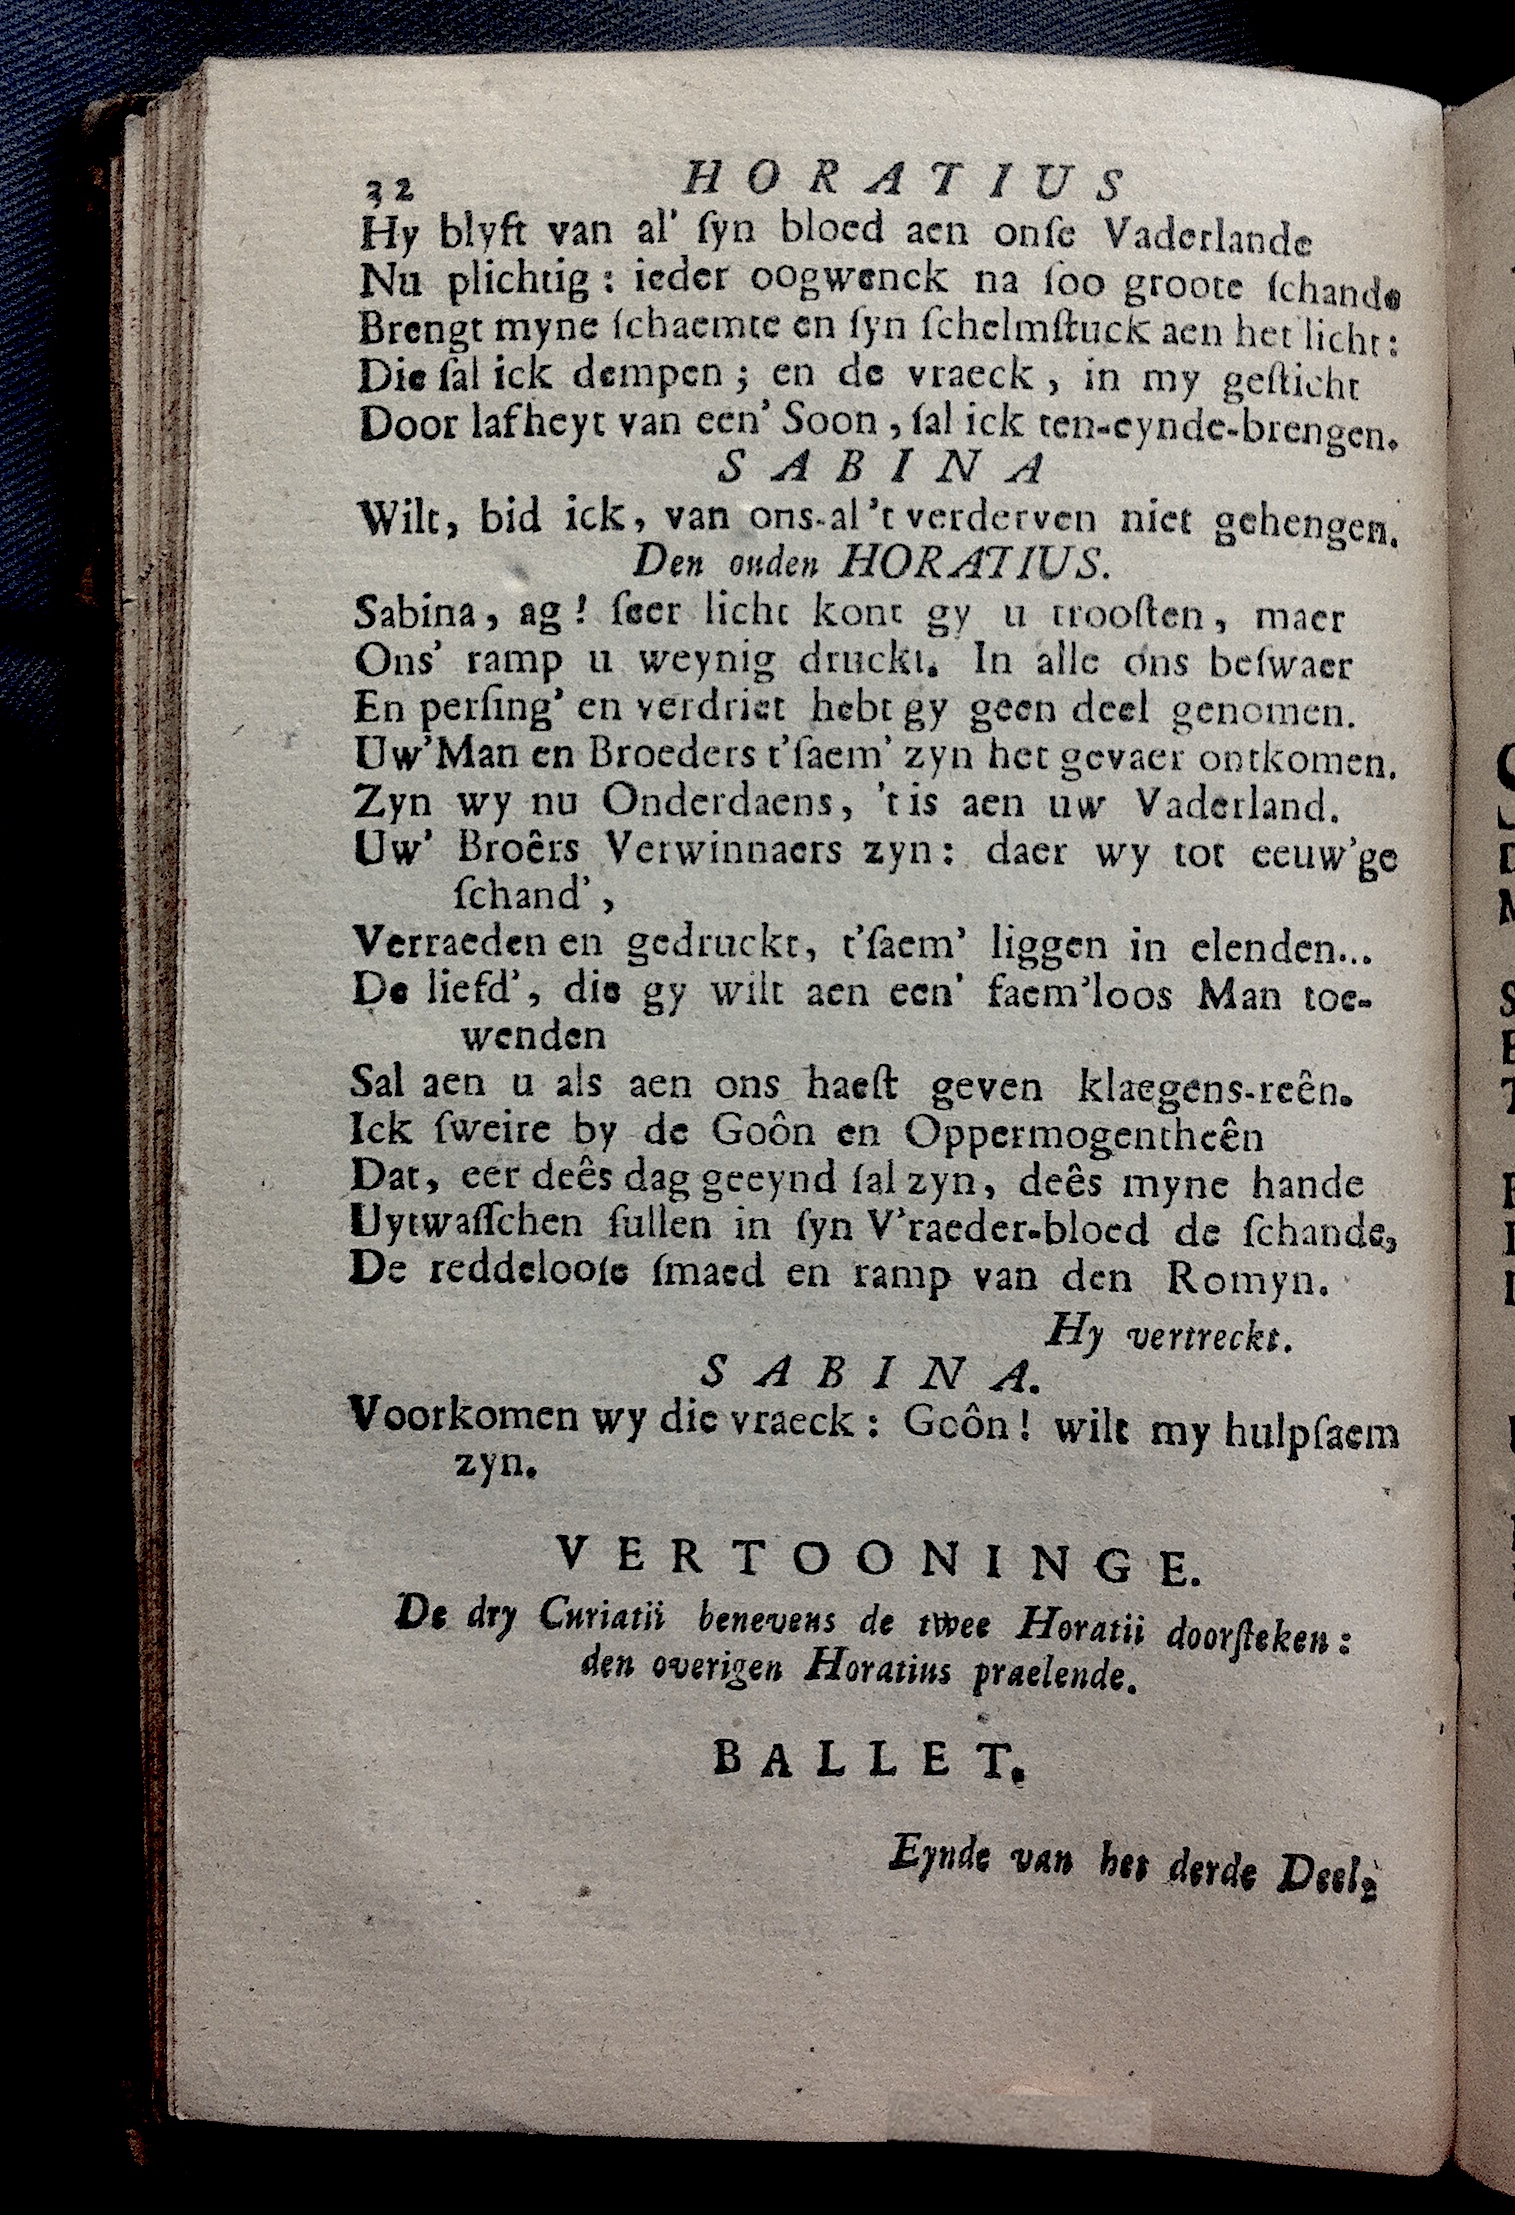 32 HORATIUS
Hy blyft van al' ſyn bloed aen onſe Vaderlande
Nu plichtig: ieder oogwenck na ſoo groote ſchande
Brengt myne ſchaemte en ſyn ſchelmſtuck aen het licht:
Die ſal ick dempen; en de vraeck, in my geſticht
Door lafheyt van een' Soon, ſal ick ten-eynde-brengen.
SABINA
Wilt, bid ick, van ons-al 't verderven niet gehengen.
Den ouden HORATIUS.
Sabina, ag! ſeer licht kont gy u trooſten, maer
Ons' ramp u weynig druckt. In alle ons beſwaer
En perſing' en verdriet hebt gy geen deel genomen.
Uw' Man en Broeders t'ſaem' zyn het gevaer ontkomen.
Zyn wy nu Onderdaens, 't is aen uw Vaderland.
Uw' Broêrs Verwinnaers zyn: daer wy tot eeuw'ge
ſchand',
Verraeden en gedruckt, t'ſaem' liggen in elenden...
De liefd', die gy wilt aen een' faem'loos Man toe-
wenden
Sal aen u als aen ons haeſt geven klaegens-reên.
Ick ſweire by de Goôn en Oppermogentheên
Dat, eer deês dag geeynd ſal zyn, deês myne hande
Uytwaſſchen ſullen in ſyn V'raeder-bloed de ſchande,
De reddelooſe ſmaed en ramp van den Romyn.
Hy vertreckt.
SABINA.
Voorkomen wy die vraeck: Goôn! wilt my hulpſaem
zyn.
VERTOONINGE.
De dry Curiatii benevens de twee Horatii doorſteken:
den overigen Horatius praelende.
BALLET.
Eynde van het derde Deel.